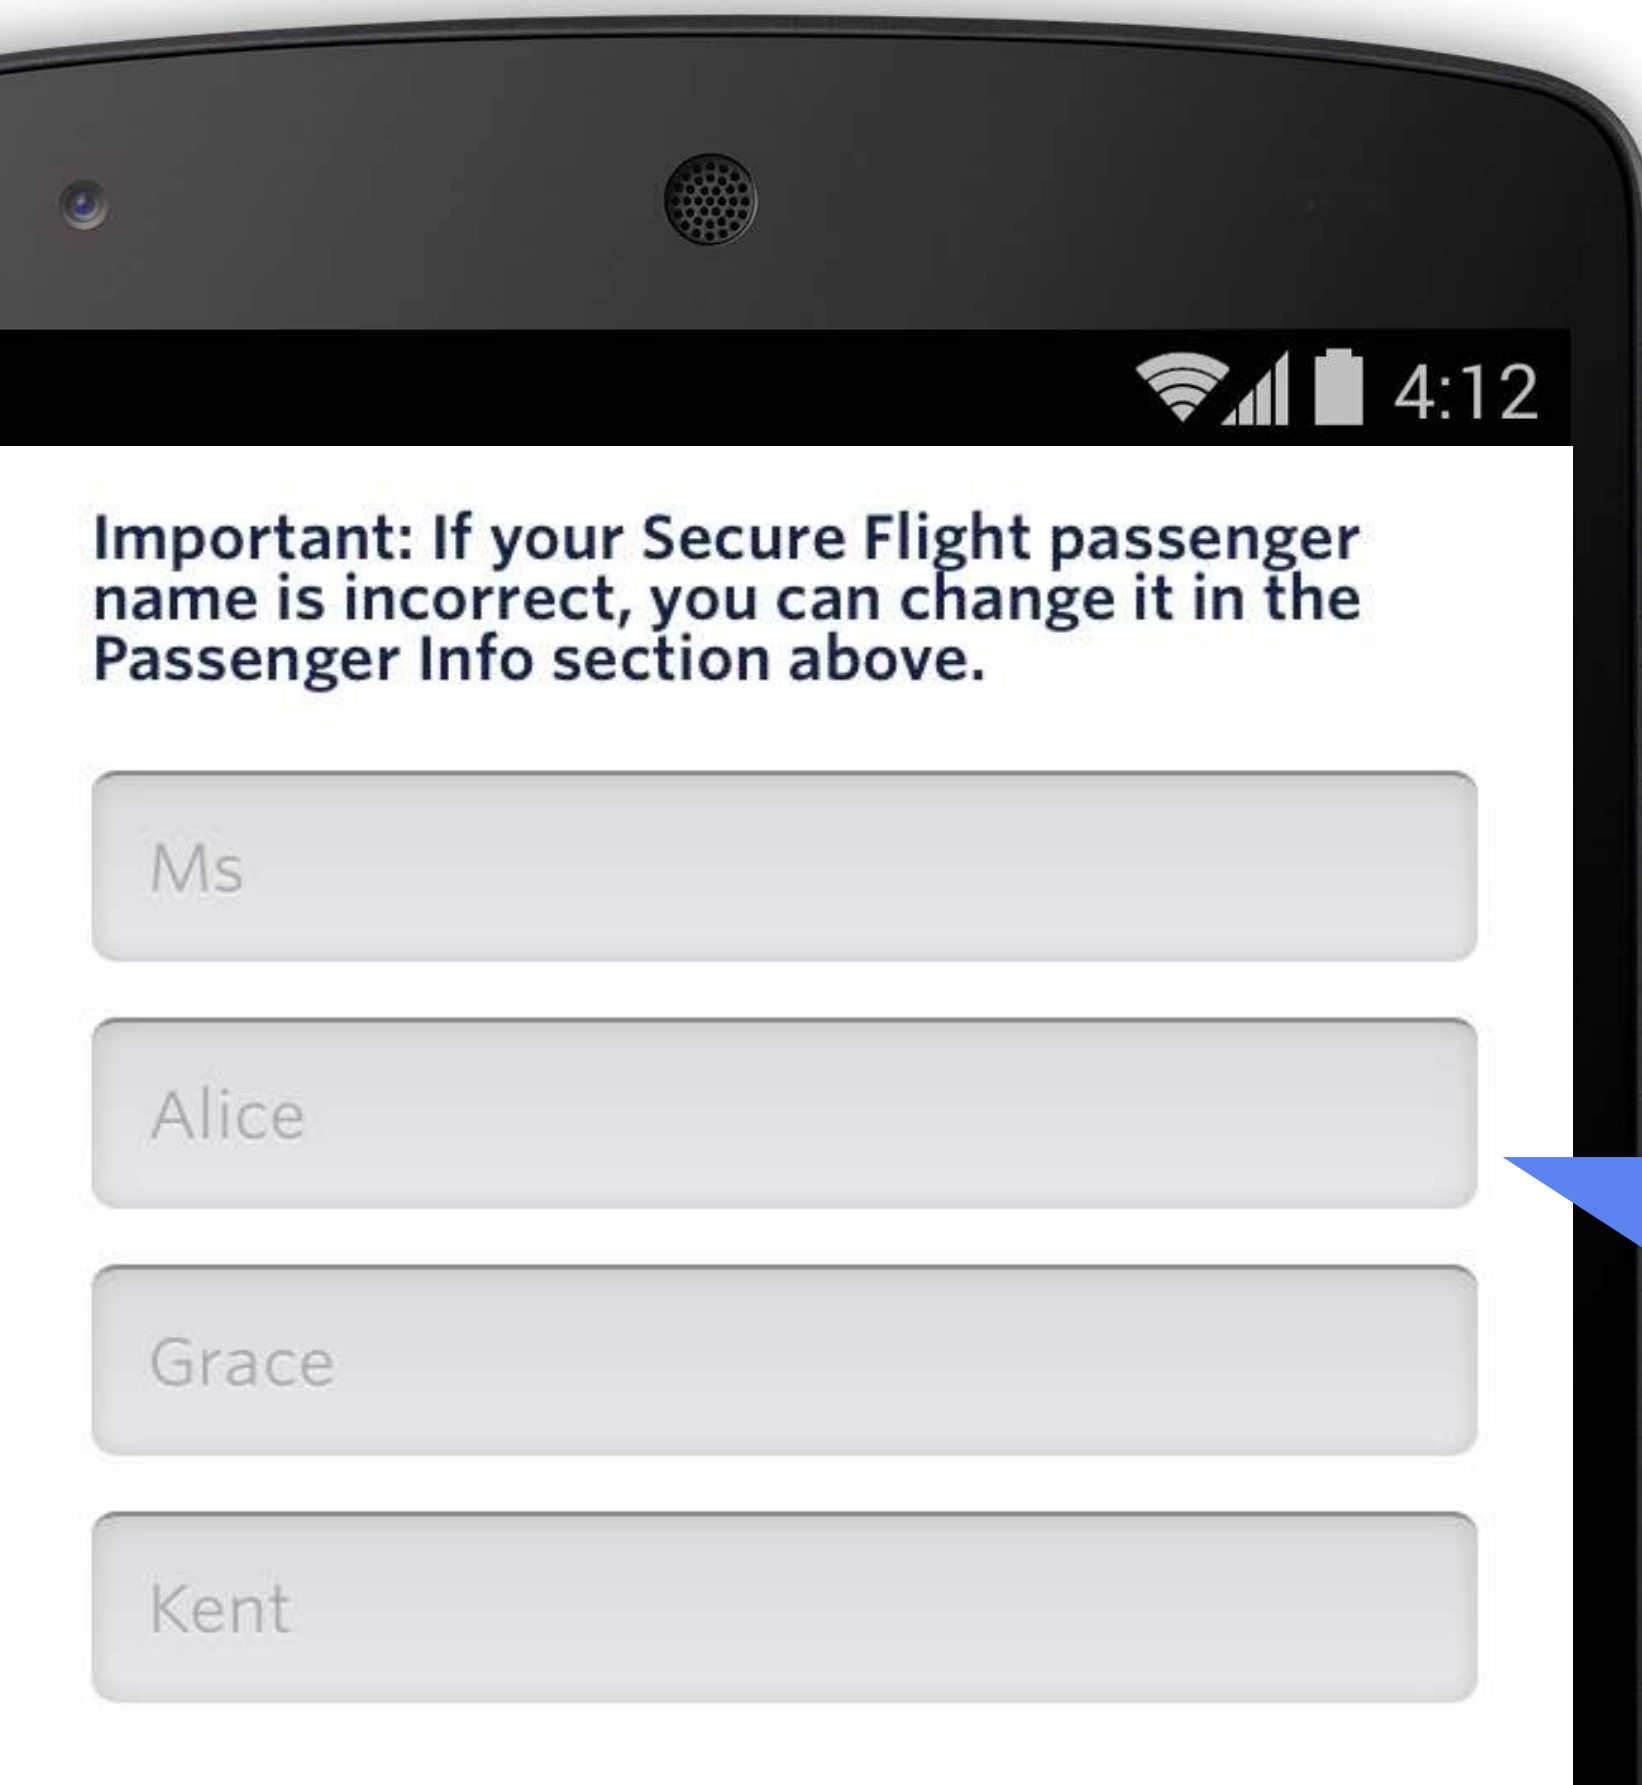 4:12
Important: If your Secure Flight passenger
name is incorrect, you can change it in the
Passenger Info section above.
Ms
Alice
Grace
Kent